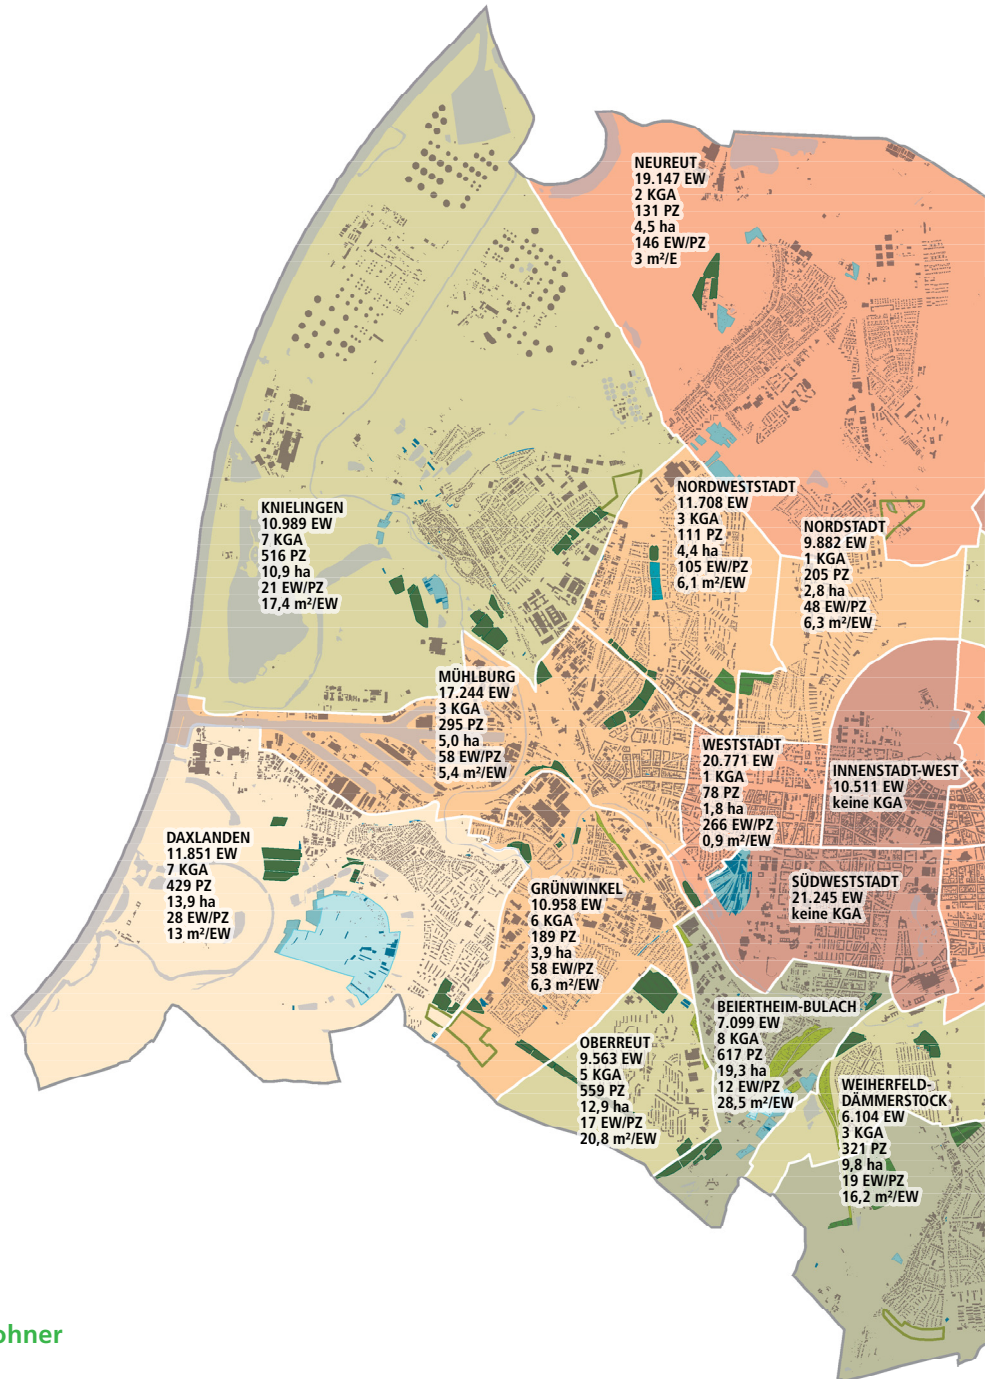 NEUREUT
19.147 EW
2 KGA
131 PZ
4,5 ha
146 EW/PZ
3 m²/E
NORDWESTSTADT
11.708 EW
3 KGA
111 PZ
4,4 ha
105 EW/PZ
6,1 m²/EW
NORDSTADT
9.882 EW
1 KGA
205 PZ
2,8 ha
48 EW/PZ
6,3 m²/EW
KNIELINGEN
10.989 EW
7 KGA
516 PZ
10,9 ha
21 EW/PZ
17,4 m²/EW
MÜHLBURG
17.244 EW
3 KGA
295 PZ
5,0 ha
58 EW/PZ
5,4 m²/EW
WESTSTADT
20.771 EW
1 KGA
78 PZ
1,8 ha
266 EW/PZ
0,9 m²/EW
INNENSTADT-WEST
10.511 EW
keine KGA
DAXLANDEN
11.851 EW
7 KGA
429 PZ
13,9 ha
28 EW/PZ
13 m²/EW
GRÜNWINKEL
10.958 EW
6 KGA
189 PZ
3,9 ha
58 EW/PZ
6,3 m²/EW
SÜDWESTSTADT
21.245 EW
keine KGA
BEIERTHEIM-BULACH
7.099 EW
8 KGA
617 PZ
19,3 ha
12 EW/PZ
28,5 m²/EW
OBERREUT
9.563 EW
5 KGA
559 PZ
12,9 ha
17 EW/PZ
20,8 m²/EW
WEIHERFELD-
DÄMMERSTOCK
6.104 EW
3 KGA
321 PZ
9,8 ha
19 EW/PZ
16,2 m²/EW
ohner